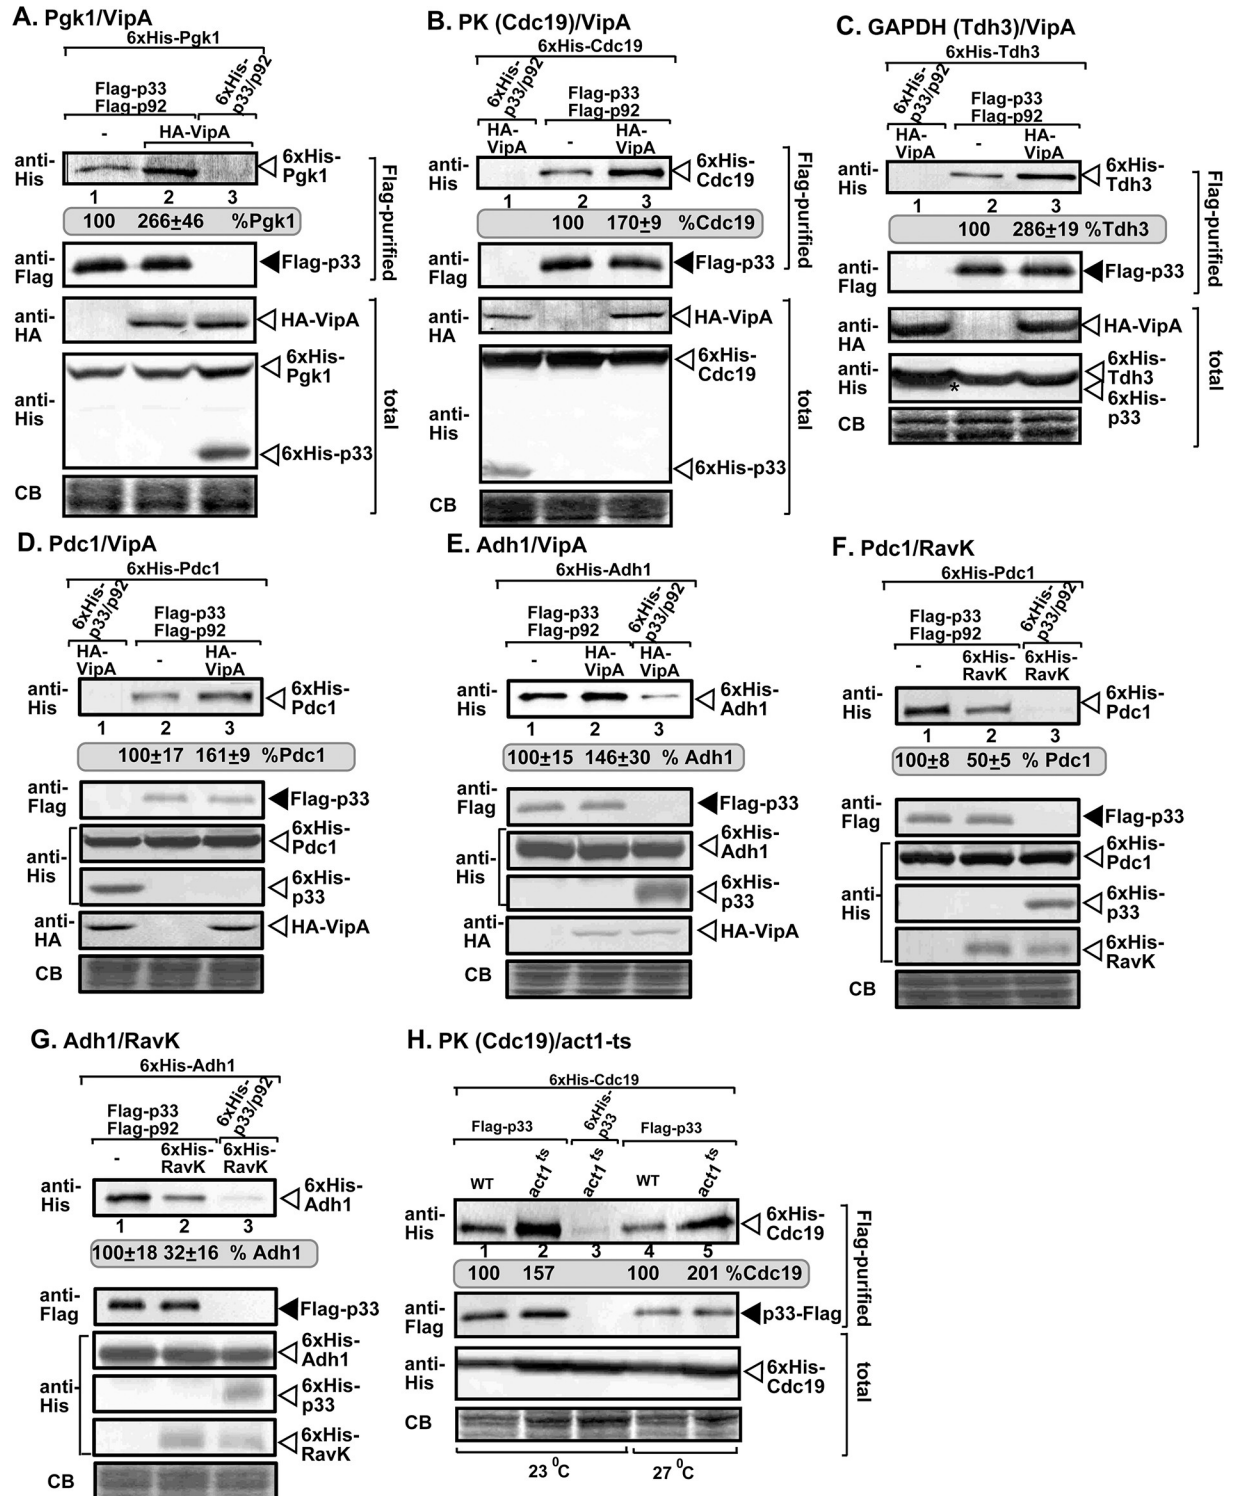 A. Pgk1/VipA
6xHis-Pgk1
Flag-p33
Flag-p92
6xHis-
p33/p92
-
HA-VipA
anti-
His
6xHis-
Pgk1
1 2 3
100 266±46 %Pgk1
anti-
Flag
Flag-p33
Flag-purified
anti-
HA
HA-VipA
6xHis-
Pgk1
anti-
His
6xHis-p33
CB
total
B. PK (Cdc19)/VipA
6xHis-Cdc19
6xHis-
p33/p92
Flag-p33
Flag-p92
HA-
VipA
-
HA-
VipA
anti-
His
6xHis-
Cdc19
1 2 3
100 170±9 %Cdc19
anti-
Flag
Flag-p33
Flag-purified
anti-
HA
HA-VipA
6xHis-
Cdc19
anti-
His
6xHis-p33
CB
total
C. GAPDH (Tdh3)/VipA
6xHis-Tdh3
6xHis-
p33/p92
Flag-p33
Flag-p92
HA-
VipA
-
HA-
VipA
anti-
His
6xHis-
Tdh3
1 2 3
100 286±19 %Tdh3
anti-
Flag
Flag-p33
Flag-purified
anti-
HA
HA-VipA
anti-
His
*
6xHis-
Tdh3
6xHis-
p33
CB
total
D. Pdc1/VipA
6xHis-Pdc1
6xHis-
p33/p92
Flag-p33
Flag-p92
HA-
VipA
-
HA-
VipA
anti-
His
6xHis-
Pdc1
1 2 3
100±17 161±9 %Pdc1
anti-
Flag
Flag-p33
6xHis-
Pdc1
anti-
His
6xHis-
p33
anti-
HA
HA-VipA
CB
E. Adh1/VipA
6xHis-Adh1
Flag-p33
Flag-p92
6xHis-
p33/p92
-
HA-
VipA
HA-
VipA
anti-
His
6xHis-
Adh1
1 2 3
100±15 146±30 % Adh1
anti-
Flag
Flag-p33
6xHis-
Adh1
anti-
His
6xHis-
p33
anti-
HA
HA-VipA
CB
F. Pdc1/RavK
6xHis-Pdc1
Flag-p33
Flag-p92
6xHis-
p33/p92
-
6xHis-
RavK
6xHis-
RavK
anti-
His
6xHis-
Pdc1
1 2 3
100±8 50±5 % Pdc1
anti-
Flag
Flag-p33
6xHis-
Pdc1
anti-
His
6xHis-
p33
6xHis-
RavK
CB
G. Adh1/RavK
6xHis-Adh1
Flag-p33
Flag-p92
6xHis-
p33/p92
-
6xHis-
RavK
6xHis-
RavK
anti-
His
6xHis-
Adh1
1 2 3
100±18 32±16 % Adh1
anti-
Flag
Flag-p33
6xHis-
Adh1
anti-
His
6xHis-
p33
6xHis-
RavK
CB
H. PK (Cdc19)/act1-ts
6xHis-Cdc19
Flag-p33
6xHis-
p33
Flag-p33
WT
act1 ts
act1 ts
WT
act1 ts
anti-
His
6xHis-
Cdc19
1 2 3 4 5
100 157 100 201 %Cdc19
anti-
Flag
p33-Flag
Flag-purified
anti-
His
6xHis-
Cdc19
CB
total
23 ⁰C 27 ⁰C